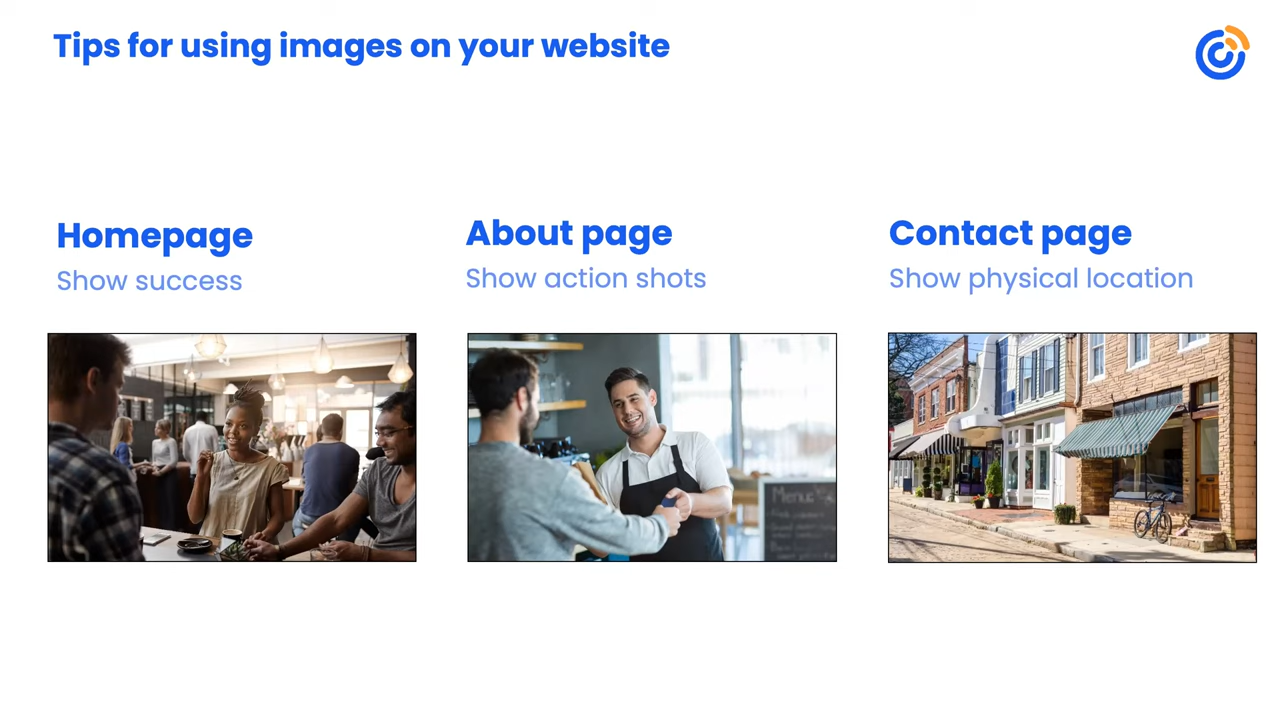 Tips for using images on your website
Homepage
Show success
About page
Show action shots
Contact page
Show physical location
Menu